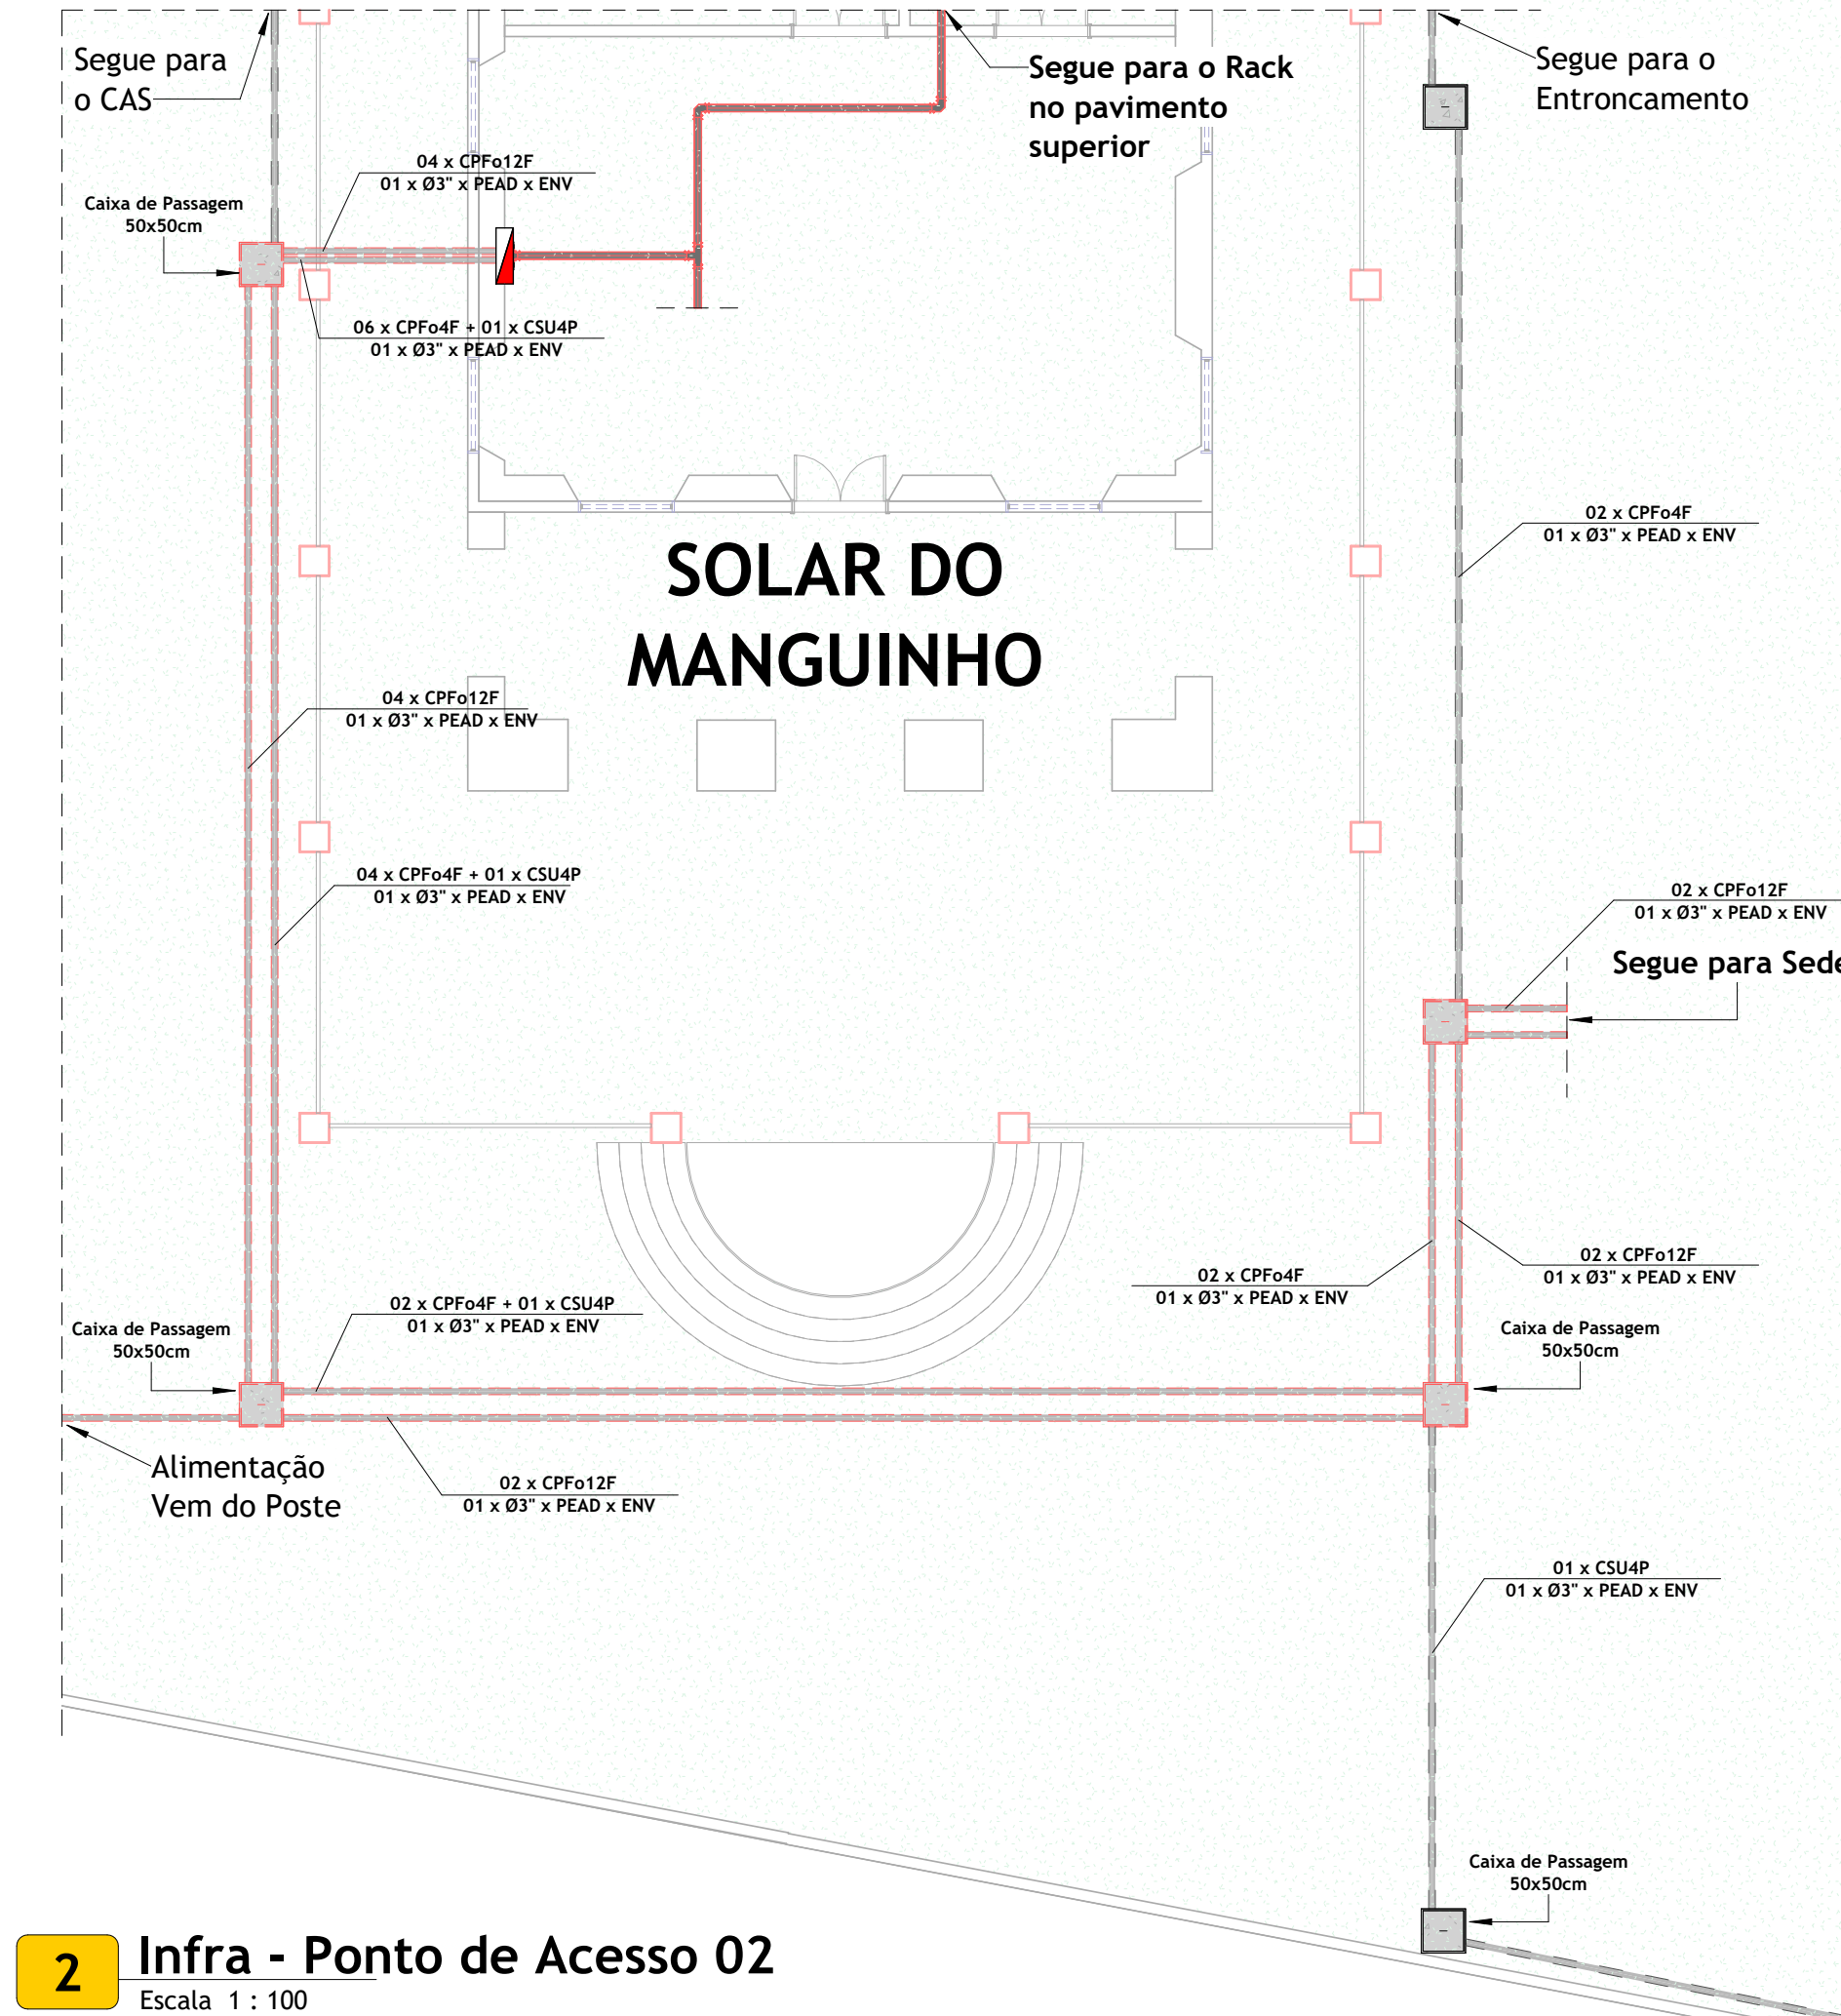 Segue para
o CAS
Segue para o Rack
no pavimento
superior
Segue para o
Entroncamento
04 x CPFo12F
01 x Ø3" x PEAD x ENV
Caixa de Passagem
50x50cm
06 x CPFo4F + 01 x CSU4P
01 x Ø3" x PEAD x ENV
02 x CPFo4F
01 x Ø3" x PEAD x ENV
SOLAR DO
MANGUINHO
04 x CPFo12F
01 x Ø3" x PEAD x ENV
04 x CPFo4F + 01 x CSU4P
01 x Ø3" x PEAD x ENV
02 x CPFo12F
01 x Ø3" x PEAD x ENV
Segue para Sede
02 x CPFo4F
01 x Ø3" x PEAD x ENV
02 x CPFo12F
01 x Ø3" x PEAD x ENV
02 x CPFo4F + 01 x CSU4P
01 x Ø3" x PEAD x ENV
Caixa de Passagem
50x50cm
Caixa de Passagem
50x50cm
Alimentação
Vem do Poste
02 x CPFo12F
01 x Ø3" x PEAD x ENV
01 x CSU4P
01 x Ø3" x PEAD x ENV
Caixa de Passagem
50x50cm
2
Infra - Ponto de Acesso 02
Escala 1 : 100